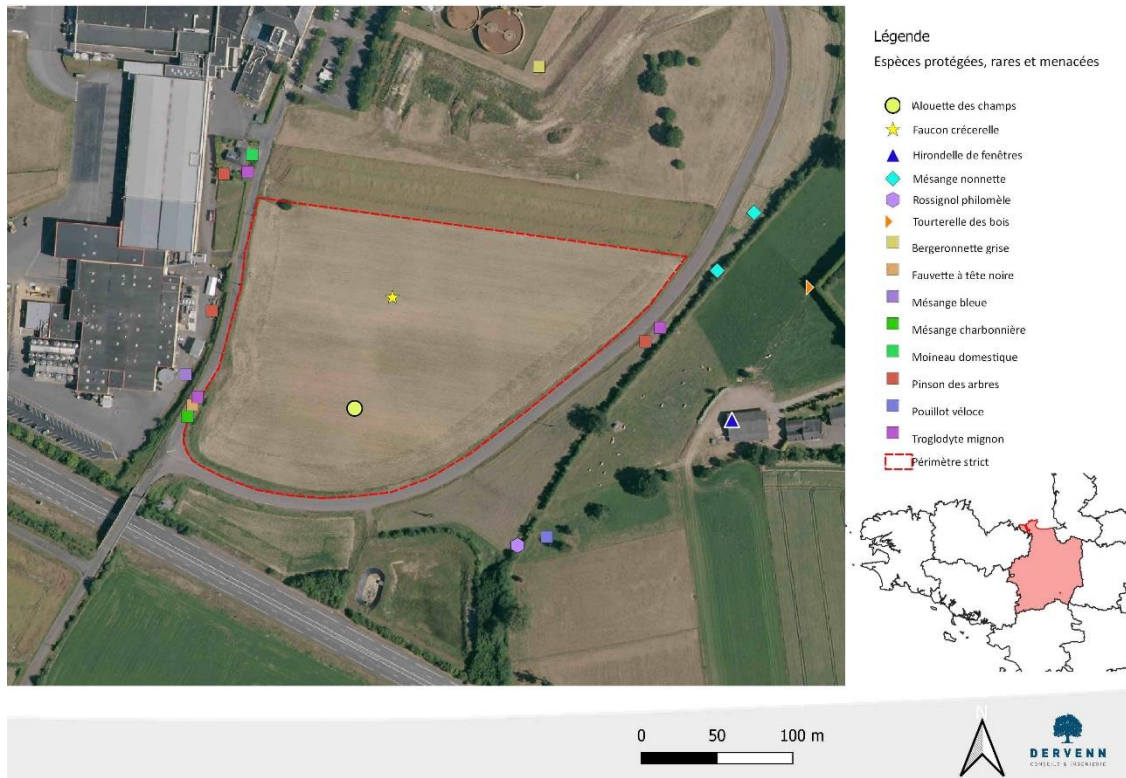 Légende
Espèces protégées, rares et menacées
Alouette des champs
Faucon crécerelle
Hirondelle de fenêtres
Mésange nonnette
Rossignol philomèle
Tourterelle des bois
Bergeronnette grise
Fauvette à tête noire
Mésange bleue
Mésange charbonnière
Moineau domestique
Pinson des arbres
Pouillot véloce
Troglodyte mignon
Périmètre strict
0 50 100 m
N
DERVENN
CONSEILS & INGÉNIERIE